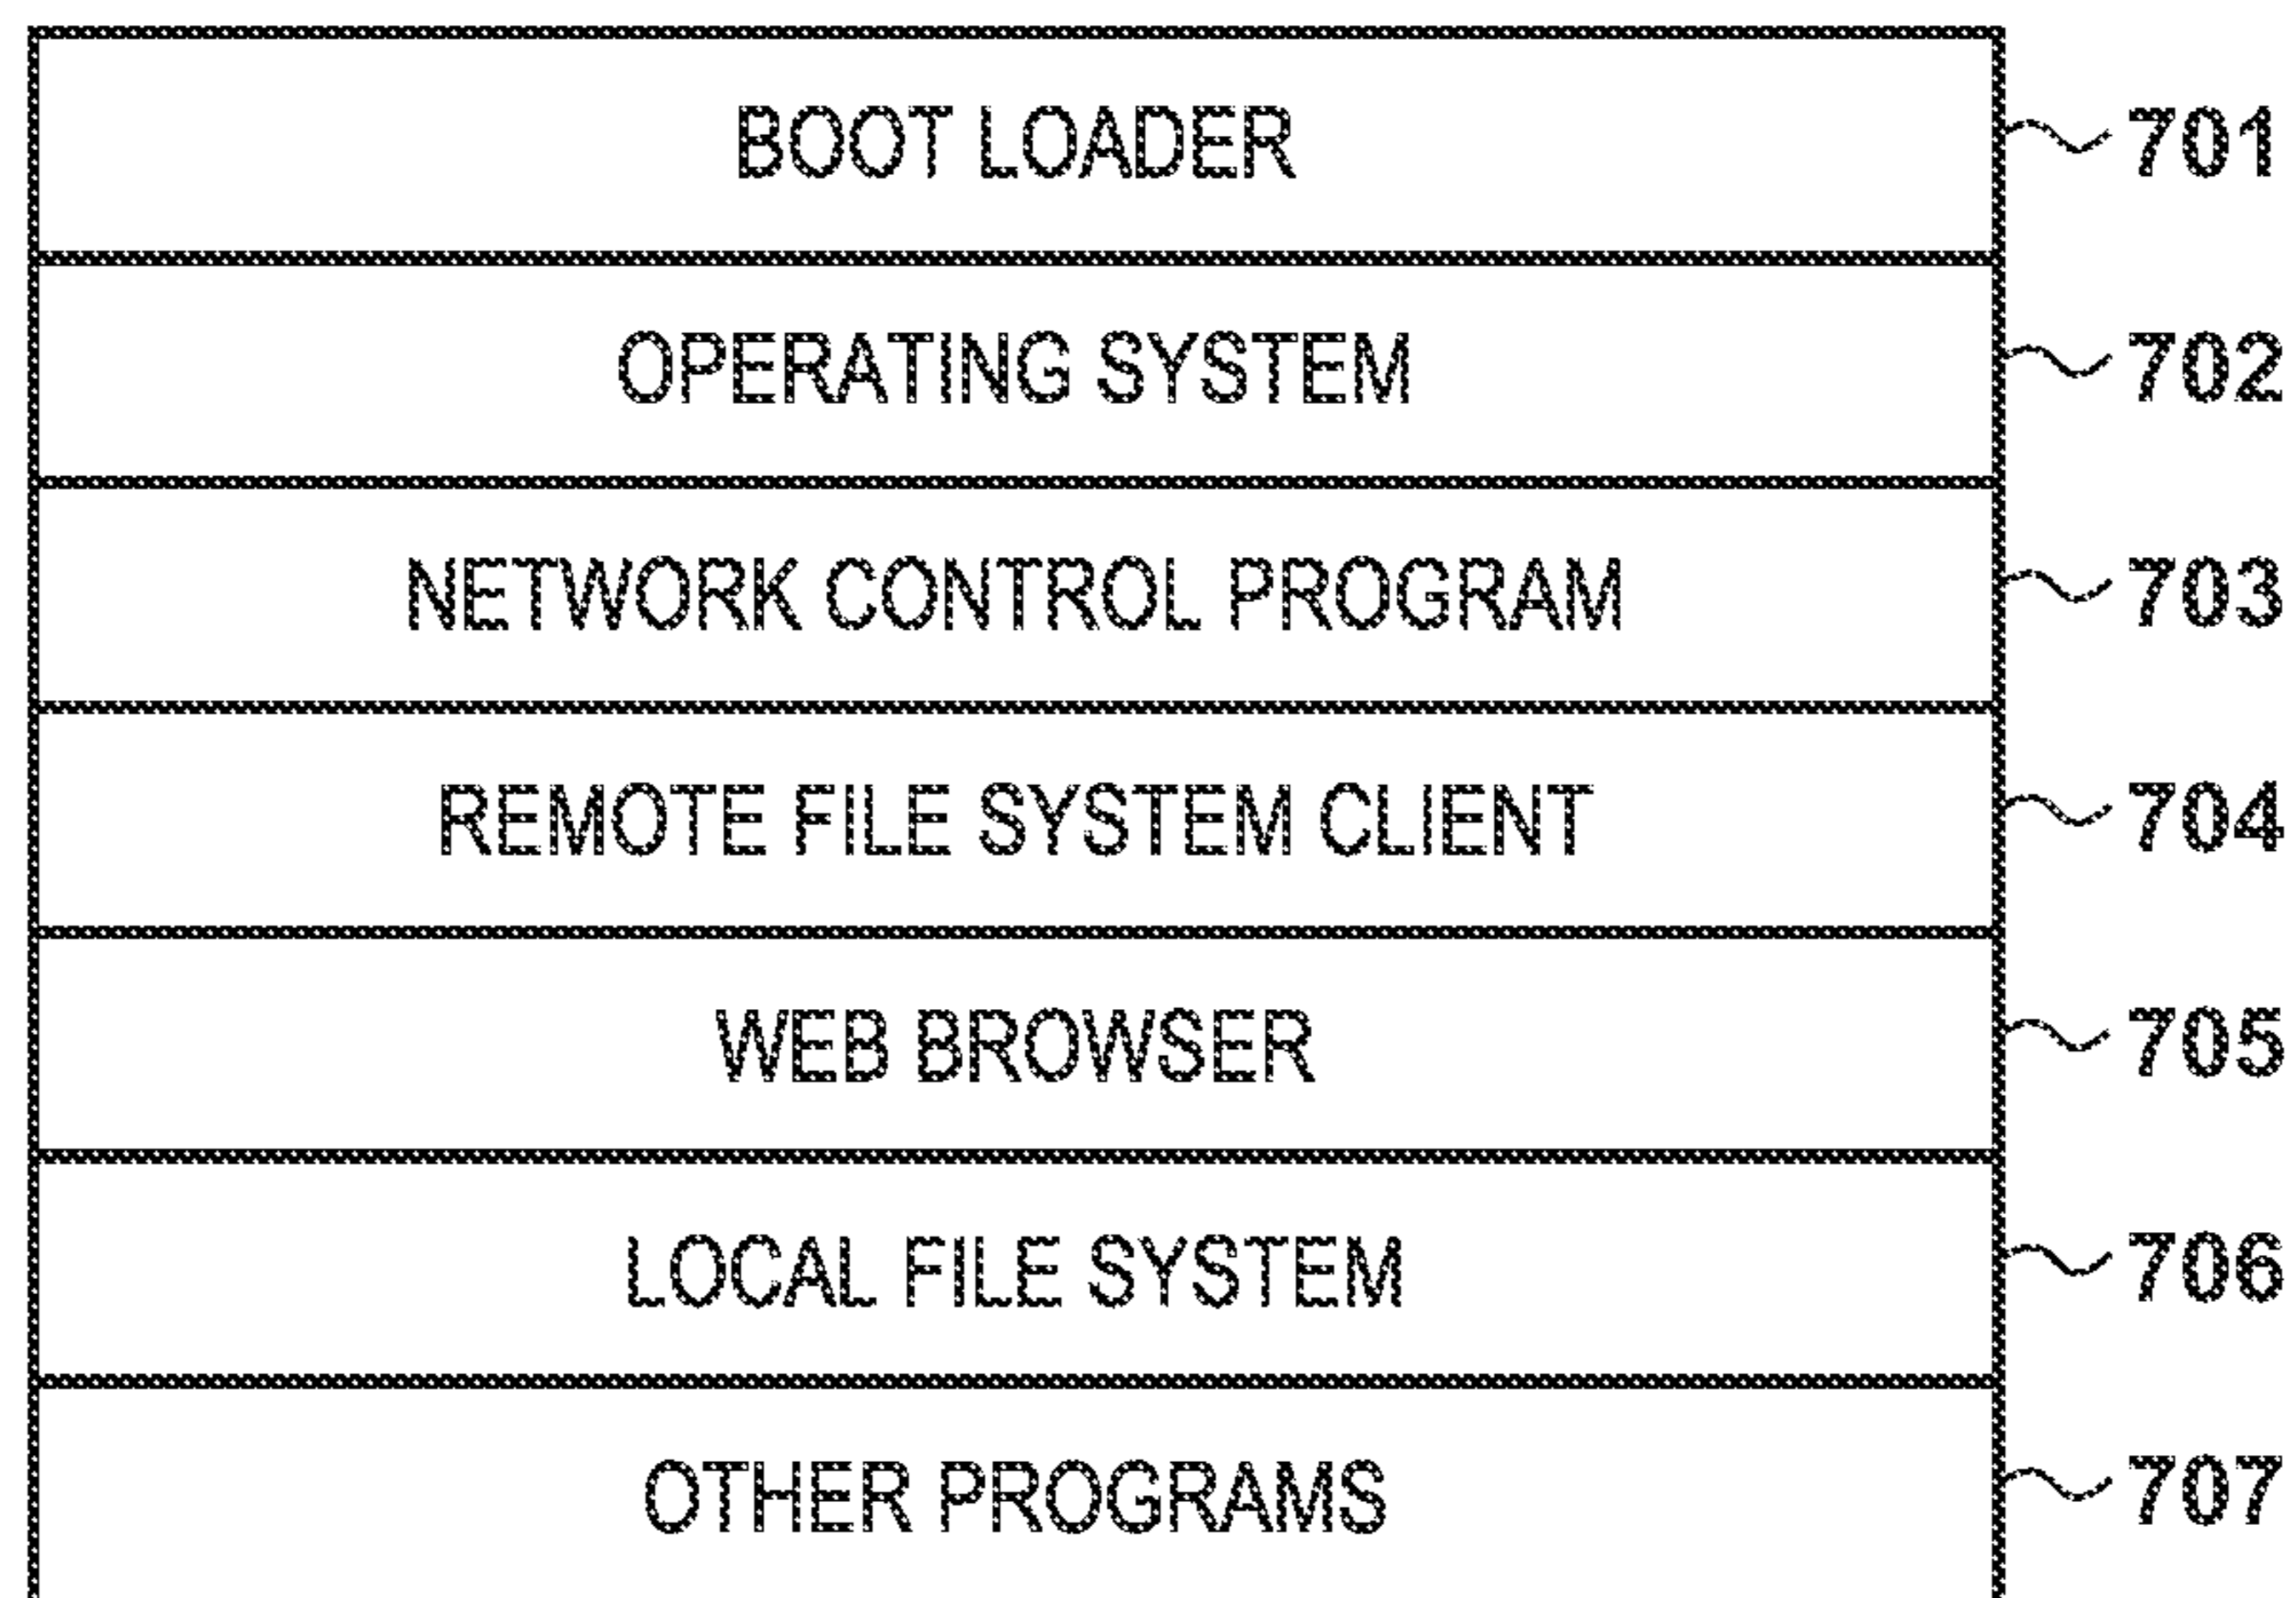 BOOT LOADER 701
OPERATING SYSTEM 702
NETWORK CONTROL PROGRAM 703
REMOTE FILE SYSTEM CLIENT 704
WEB BROWSER 705
LOCAL FILE SYSTEM 706
OTHER PROGRAMS 707